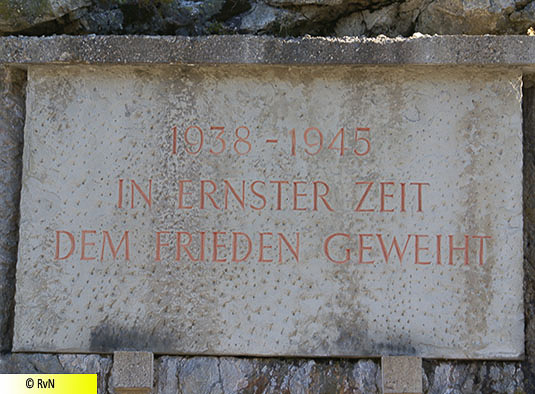 1938 - 1945
IN ERNSTER ZEIT
DEM FRIEDEN GEWEIHT
© RvN